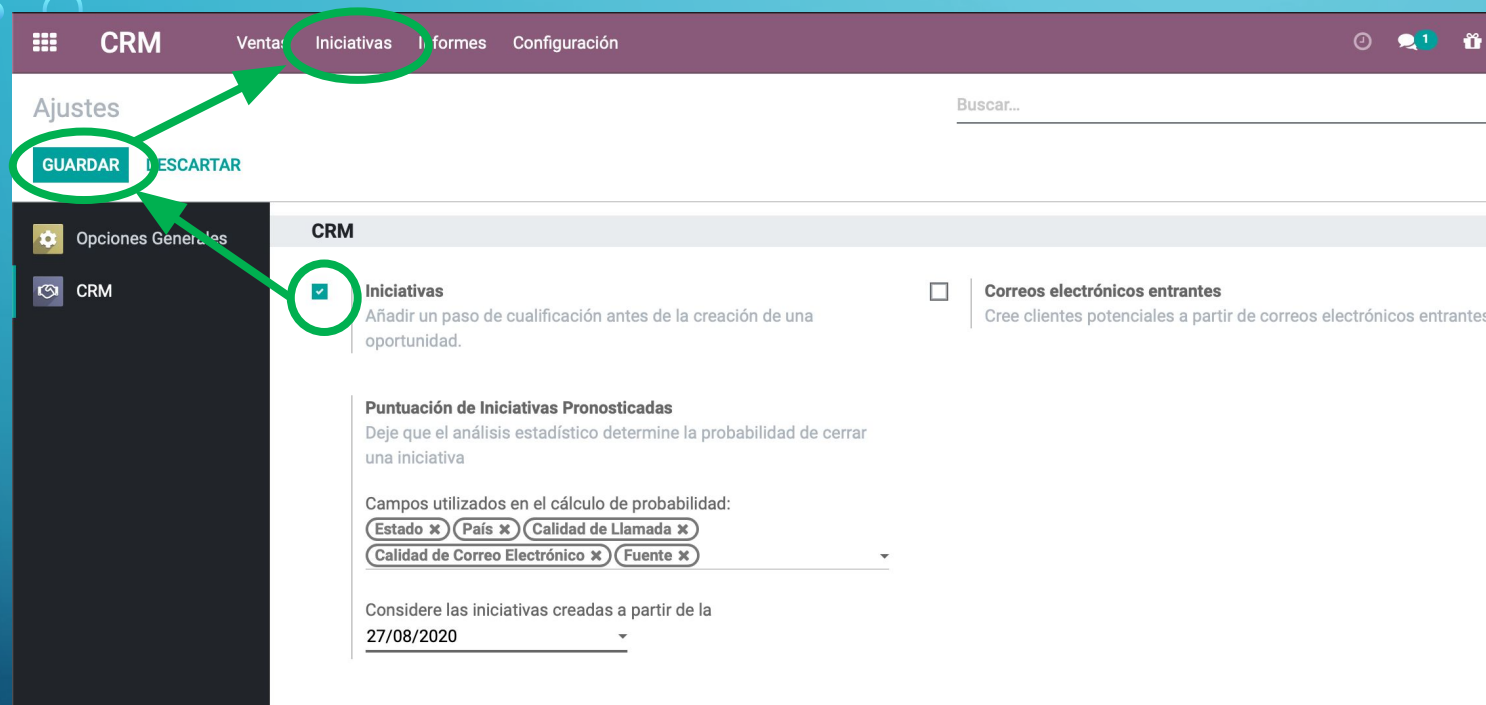 CRM Ventas Iniciativas Informes Configuración 1
Ajustes
Buscar...
GUARDAR DESCARTAR
Opciones Generales
CRM
CRM
Iniciativas
Añadir un paso de cualificación antes de la creación de una
oportunidad.
Correos electrónicos entrantes
Cree clientes potenciales a partir de correos electrónicos entrantes
Puntuación de Iniciativas Pronosticadas
Deje que el análisis estadístico determine la probabilidad de cerrar
una iniciativa
Campos utilizados en el cálculo de probabilidad:
Estado × País × Calidad de Llamada ×
Calidad de Correo Electrónico × Fuente ×
Considere las iniciativas creadas a partir de la
27/08/2020